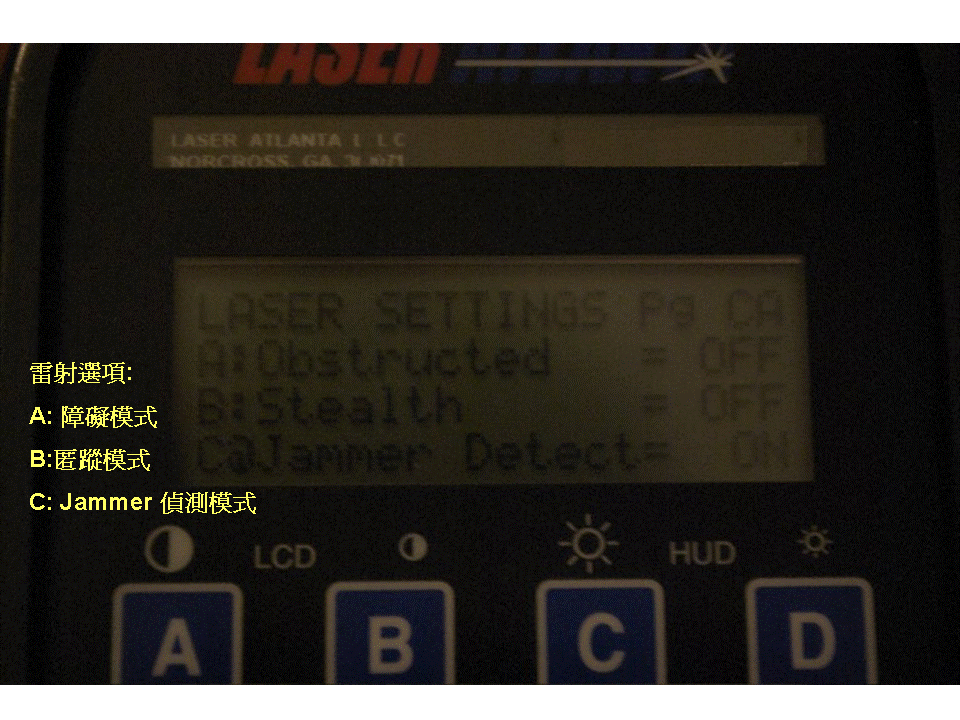 LASER
LASER ATLANTA L L C
NORCROSS, GA
LASER SETTINGS Pg CA
A:Obstructed = OFF
B:Stealth = OFF
C@Jammer Detect= ON
雷射選項:
A: 障礙模式
B:匿蹤模式
C: Jammer 偵測模式
LCD HUD
A B C D